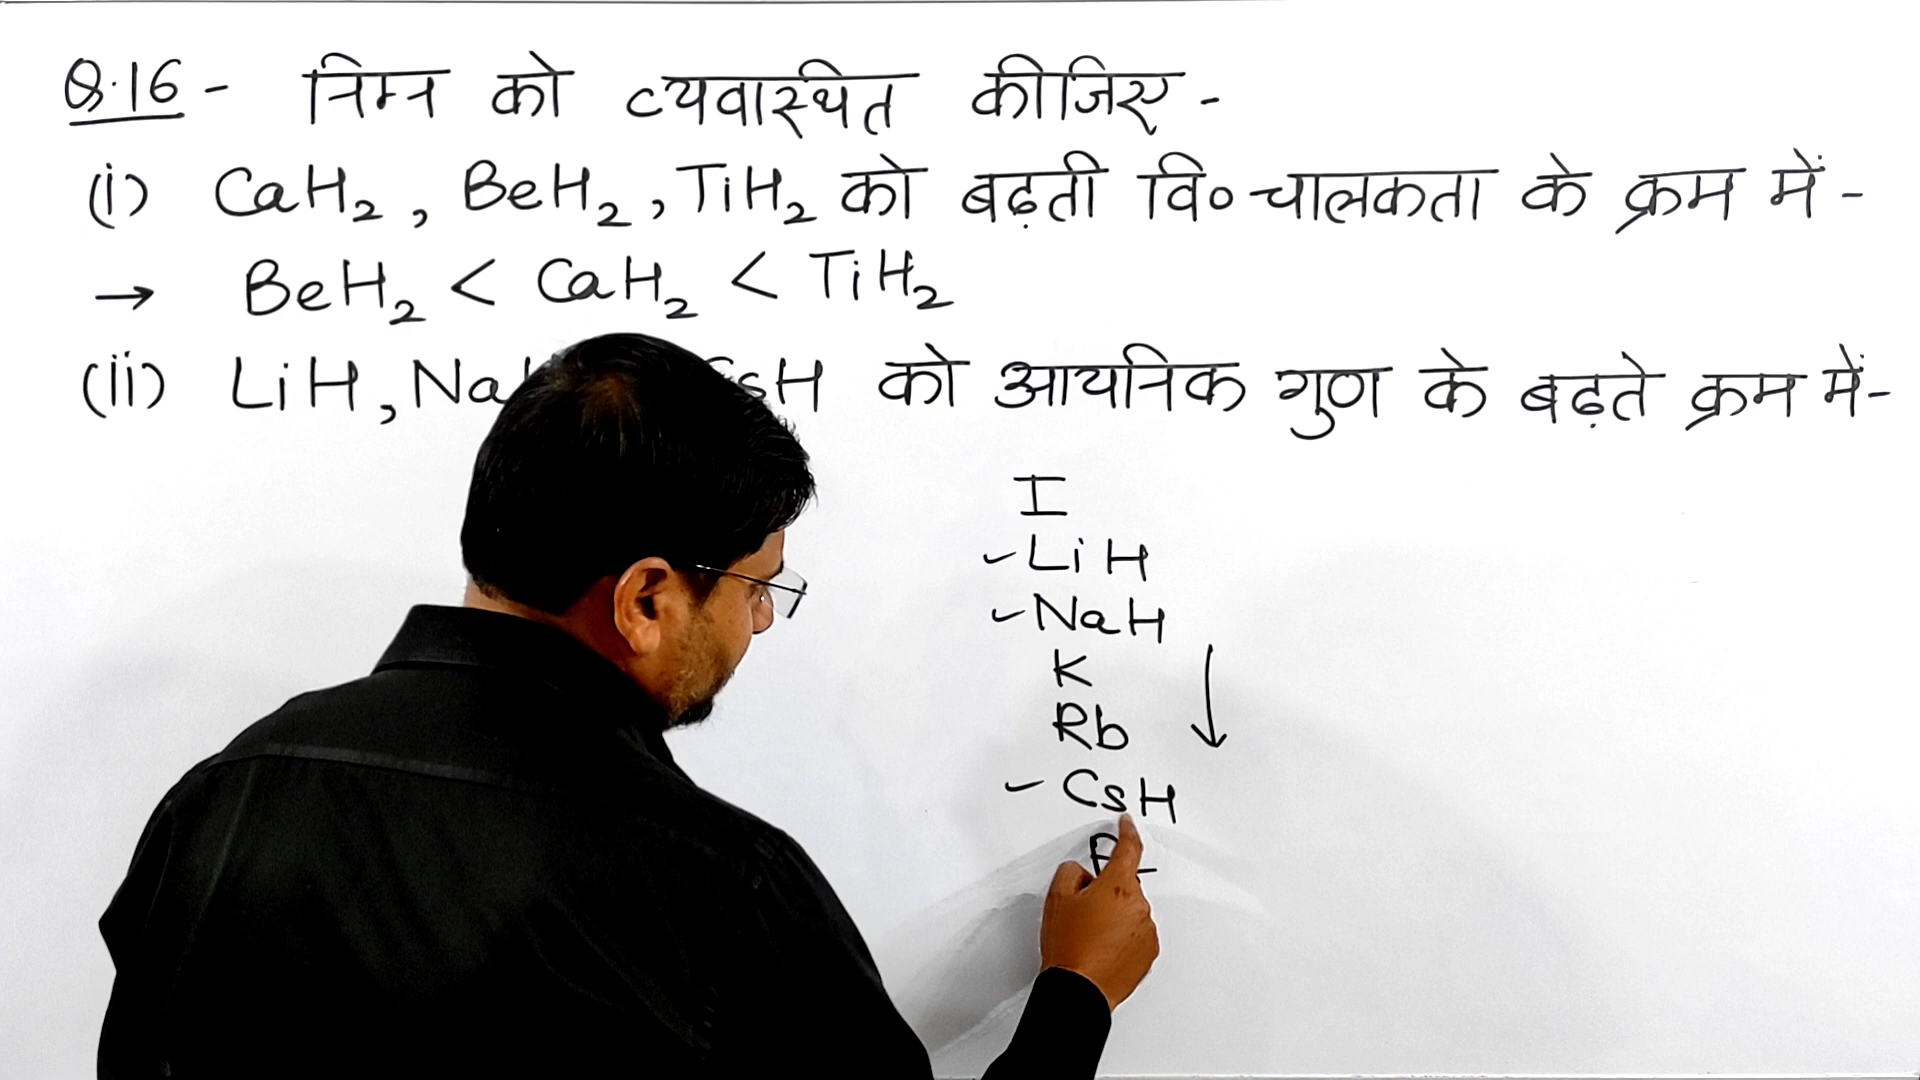 Q.16 - निम्न को व्यवस्थित कीजिए -
(i) CaH₂, BeH₂, TiH₂ को बढ़ती वि० चालकता के क्रम में -
→ BeH₂ < CaH₂ < TiH₂
(ii) LiH, Na sH को आयनिक गुण के बढ़ते क्रम में-
I
LiH
NaH
K
Rb
CsH